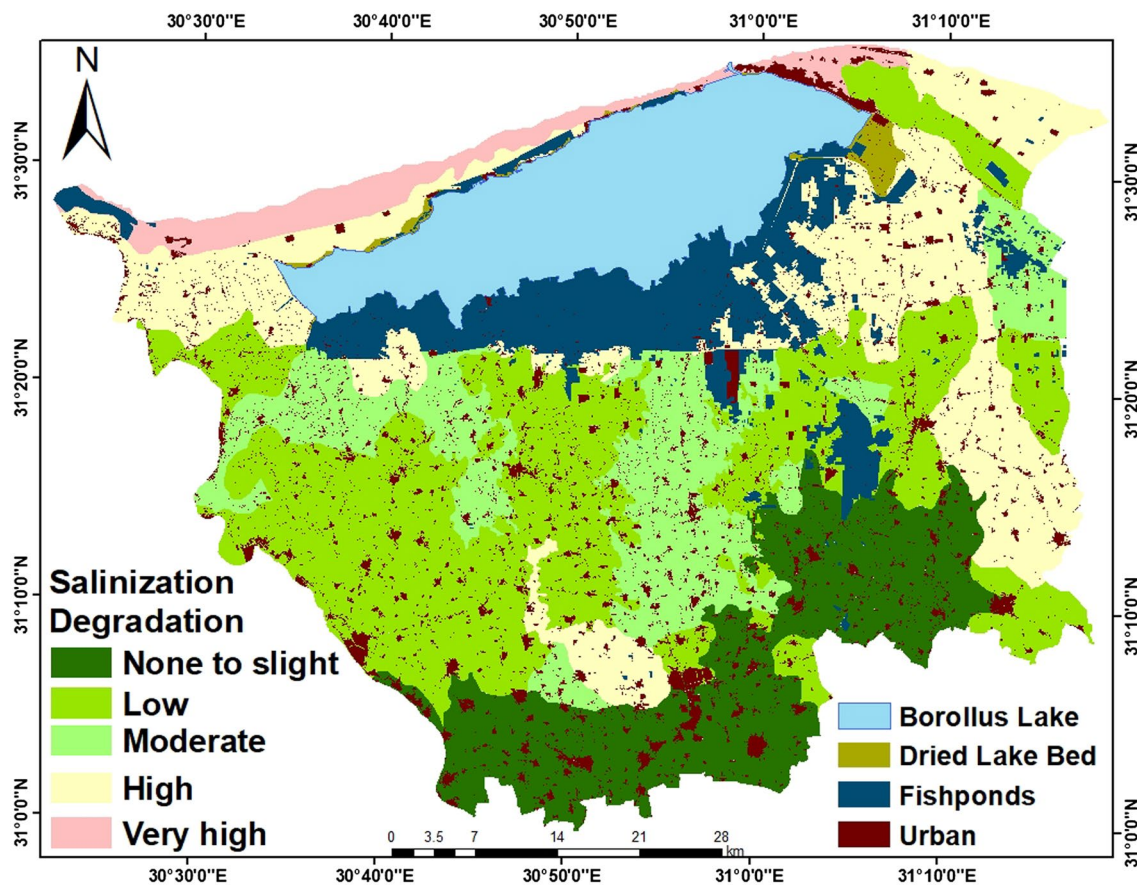 30°30'0"E 30°40'0"E 30°50'0"E 31°0'0"E 31°10'0"E
N
31°30'0"N
31°30'0"N
31°20'0"N
31°20'0"N
31°10'0"N
31°10'0"N
31°0'0"N
31°0'0"N
Salinization
Degradation
None to slight
Low
Moderate
High
Very high
Borollus Lake
Dried Lake Bed
Fishponds
Urban
0 3.5 7 14 21 28
km
30°30'0"E 30°40'0"E 30°50'0"E 31°0'0"E 31°10'0"E